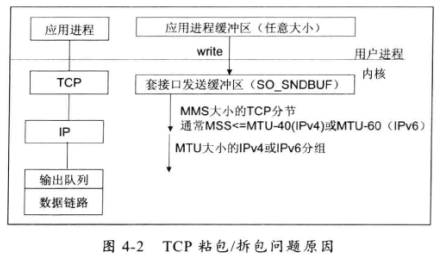 应用进程
应用进程缓冲区（任意大小）
write
用户进程
内核
TCP
套接口发送缓冲区（SO_SNDBUF）
MMS大小的TCP分节
通常MSS<=MTU-40(IPv4)或MTU-60（IPv6）
IP
MTU大小的IPv4或IPv6分组
输出队列
数据链路
图 4-2 TCP 粘包/拆包问题原因